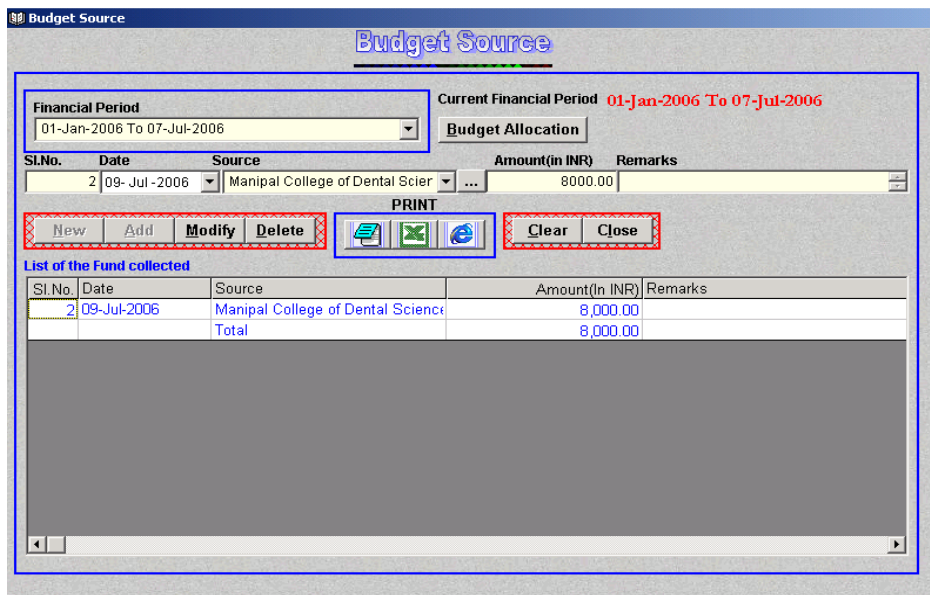 Budget Source
Budget Source
Financial Period
Current Financial Period 01-Jan-2006 To 07-Jul-2006
01-Jan-2006 To 07-Jul-2006
Budget Allocation
Sl.No. Date Source Amount(in INR) Remarks
2 09- Jul -2006 Manipal College of Dental Scier ... 8000.00
PRINT
New Add Modify Delete Clear Close
List of the Fund collected
Sl.No. Date Source Amount(In INR) Remarks
2 09-Jul-2006 Manipal College of Dental Science 8,000.00
Total 8,000.00